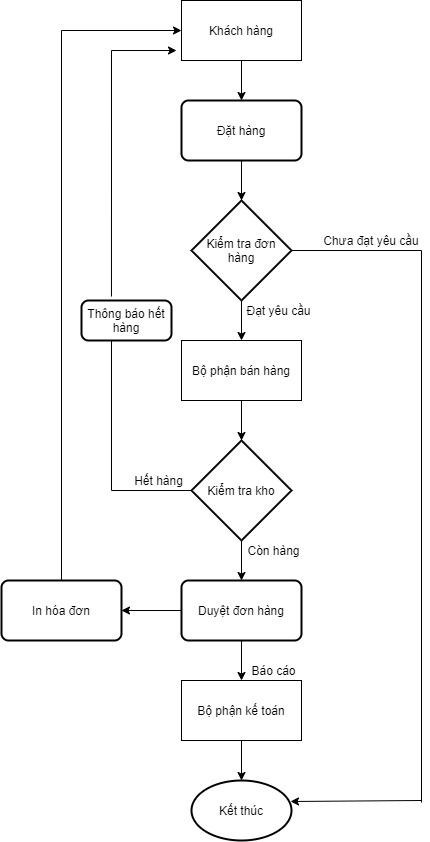 Khách hàng
Đặt hàng
Kiểm tra đơn
hàng
Chưa đạt yêu cầu
Đạt yêu cầu
Thông báo hết
hàng
Bộ phận bán hàng
Hết hàng
Kiểm tra kho
Còn hàng
In hóa đơn
Duyệt đơn hàng
Báo cáo
Bộ phận kế toán
Kết thúc